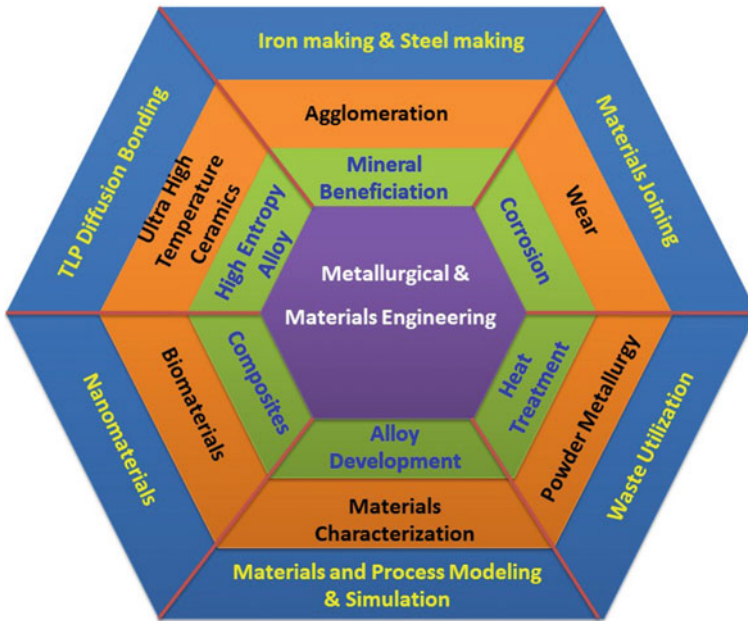 Iron making & Steel making
Agglomeration
Mineral
Beneficiation
Metallurgical &
Materials Engineering
TLP Diffusion Bonding
Ultra High
Temperature
Ceramics
High Entropy
Alloy
Materials Joining
Wear
Corrosion
Nanomaterials
Biomaterials
Composites
Heat
Treatment
Powder Metallurgy
Waste Utilization
Alloy
Development
Materials
Characterization
Materials and Process Modeling
& Simulation